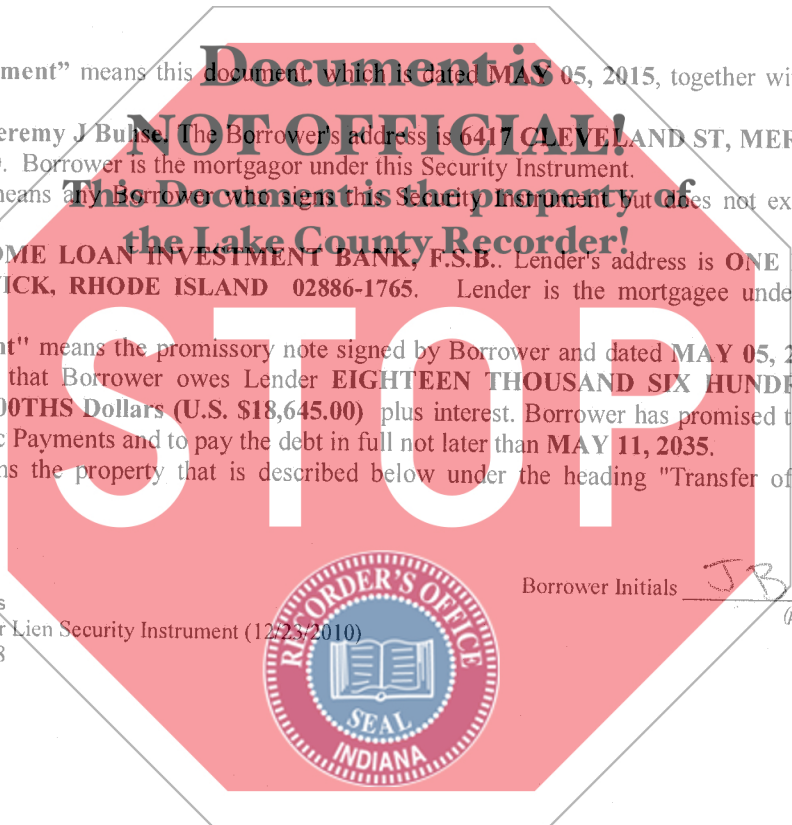 Document is
ment” means this document, which is dated MAY 05, 2015, together wi
NOT OFFICIAL!
eremy J Buhse. The Borrower's address is 6417 CLEVELAND ST, MER
. Borrower is the mortgagor under this Security Instrument.
This Document is the property of
neans any Borrower who signs this Security Instrument but does not ex
the Lake County Recorder!
OME LOAN INVESTMENT BANK, F.S.B.. Lender's address is ONE
VICK, RHODE ISLAND 02886-1765. Lender is the mortgagee unde
nt" means the promissory note signed by Borrower and dated MAY 05, 2
that Borrower owes Lender EIGHTEEN THOUSAND SIX HUNDR
00THS Dollars (U.S. $18,645.00) plus interest. Borrower has promised t
c Payments and to pay the debt in full not later than MAY 11, 2035.
ns the property that is described below under the heading "Transfer of
STOP
Borrower Initials JB
s
r Lien Security Instrument (12/23/2010)
8
RECORDER'S OFFICE
SEAL
INDIANA